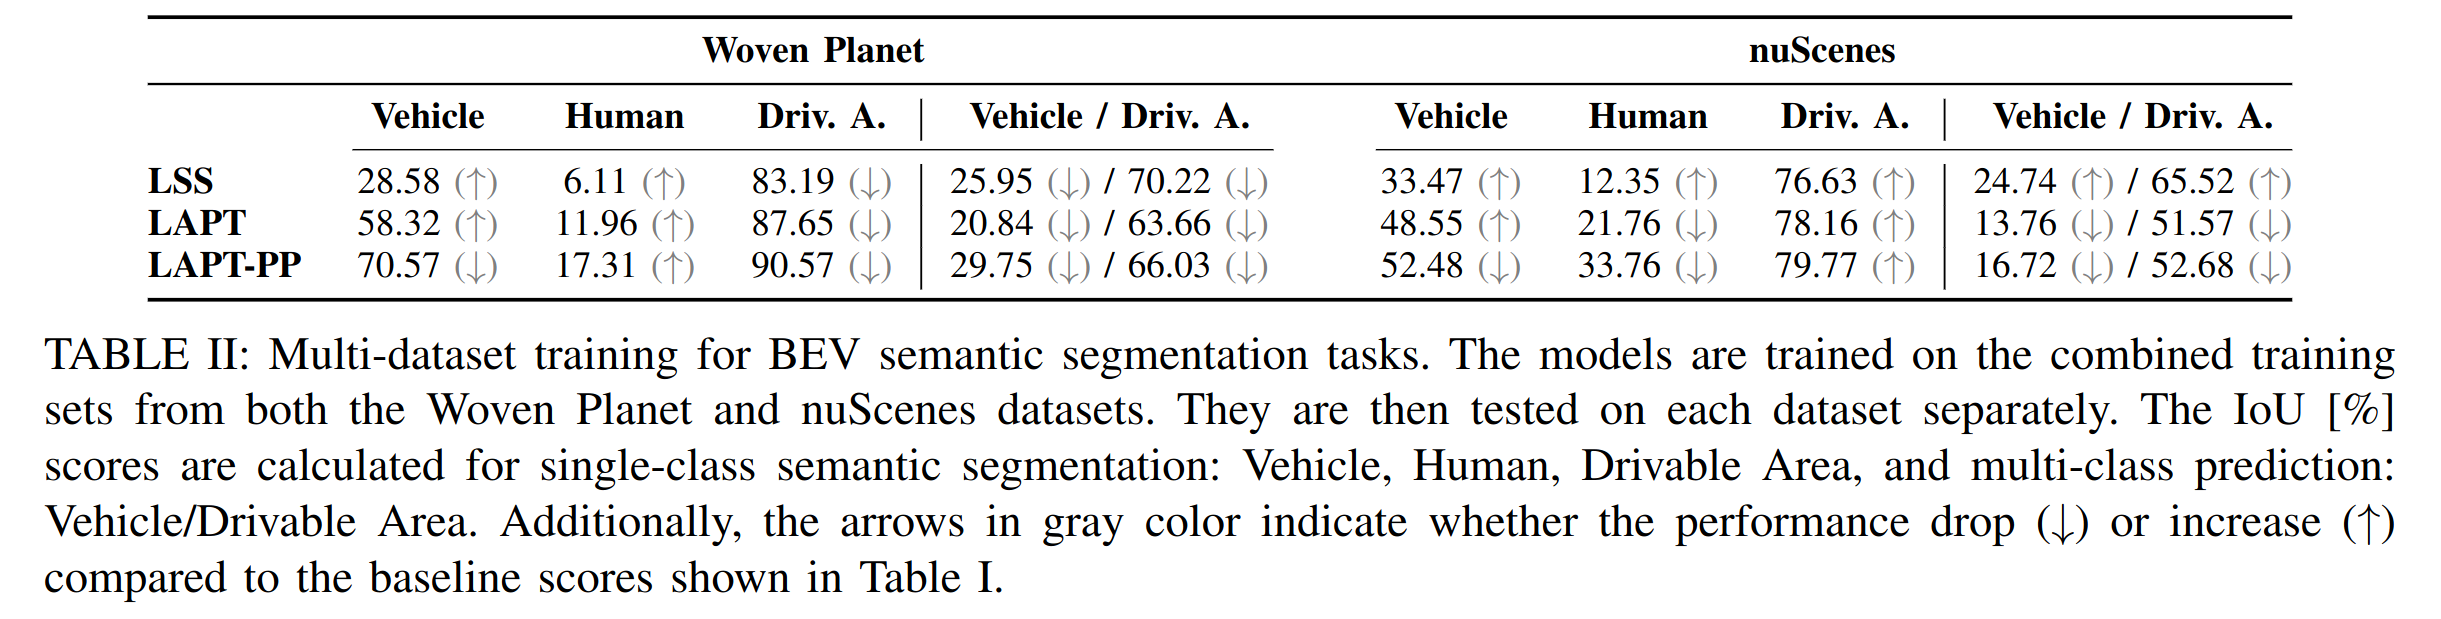 Woven Planet nuScenes
Vehicle Human Driv. A. Vehicle / Driv. A. Vehicle Human Driv. A. Vehicle / Driv. A.
LSS 28.58 (↑) 6.11 (↑) 83.19 (↓) 25.95 (↓) / 70.22 (↓) 33.47 (↑) 12.35 (↑) 76.63 (↑) 24.74 (↑) / 65.52 (↑)
LAPT 58.32 (↑) 11.96 (↑) 87.65 (↓) 20.84 (↓) / 63.66 (↓) 48.55 (↑) 21.76 (↓) 78.16 (↑) 13.76 (↓) / 51.57 (↓)
LAPT-PP 70.57 (↓) 17.31 (↑) 90.57 (↓) 29.75 (↓) / 66.03 (↓) 52.48 (↓) 33.76 (↓) 79.77 (↑) 16.72 (↓) / 52.68 (↓)
TABLE II: Multi-dataset training for BEV semantic segmentation tasks. The models are trained on the combined training
sets from both the Woven Planet and nuScenes datasets. They are then tested on each dataset separately. The IoU [%]
scores are calculated for single-class semantic segmentation: Vehicle, Human, Drivable Area, and multi-class prediction:
Vehicle/Drivable Area. Additionally, the arrows in gray color indicate whether the performance drop (↓) or increase (↑)
compared to the baseline scores shown in Table I.